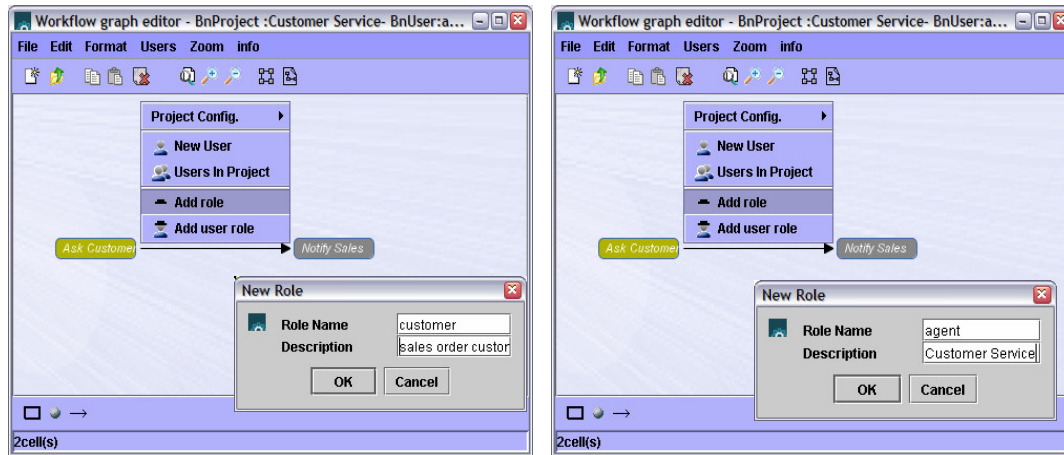 Workflow graph editor - BnProject :Customer Service- BnUser:a...
File Edit Format Users Zoom info
Project Config.
New User
Users In Project
Add role
Add user role
Ask Customer
Notify Sales
New Role
Role Name customer
Description sales order custor
OK Cancel
2cell(s)
Workflow graph editor - BnProject :Customer Service- BnUser:a...
File Edit Format Users Zoom info
Project Config.
New User
Users In Project
Add role
Add user role
Ask Customer
Notify Sales
New Role
Role Name agent
Description Customer Service
OK Cancel
2cell(s)